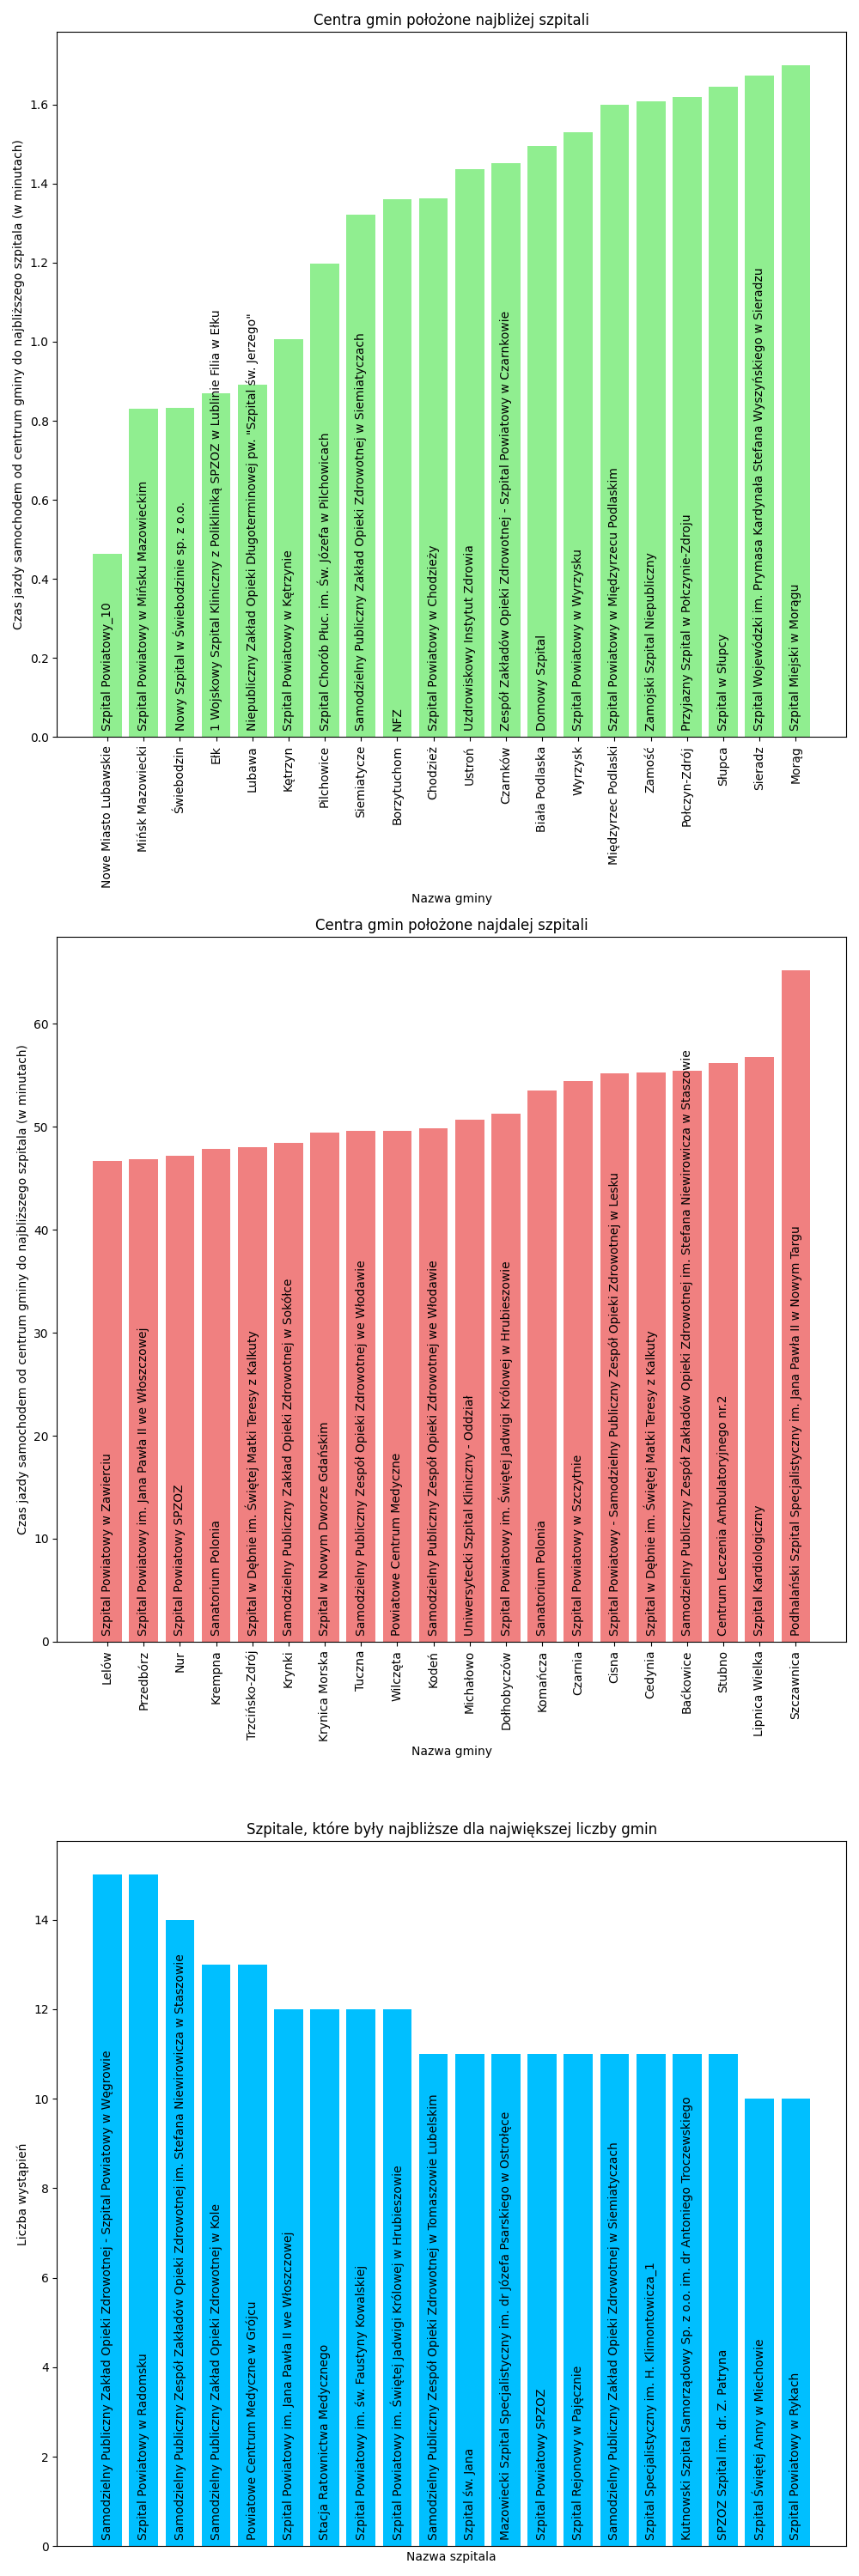 Centra gmin położone najbliżej szpitali
Czas jazdy samochodem od centrum gminy do najbliższego szpitala (w minutach)
1.6
1.4
1.2
1.0
0.8
0.6
0.4
0.2
0.0
Szpital Powiatowy_10
Szpital Powiatowy w Mińsku Mazowieckim
Nowy Szpital w Świebodzinie sp. z o.o.
1 Wojskowy Szpital Kliniczny z Polikliniką SPZOZ w Lublinie Filia w Ełku
Niepubliczny Zakład Opieki Długoterminowej pw. "Szpital św. Jerzego"
Szpital Powiatowy w Kętrzynie
Szpital Chorób Płuc. im. Św. Józefa w Pilchowicach
Samodzielny Publiczny Zakład Opieki Zdrowotnej w Siemiatyczach
NFZ
Szpital Powiatowy w Chodzieży
Uzdrowiskowy Instytut Zdrowia
Zespół Zakładów Opieki Zdrowotnej - Szpital Powiatowy w Czarnkowie
Domowy Szpital
Szpital Powiatowy w Wyrzysku
Szpital Powiatowy w Międzyrzecu Podlaskim
Zamojski Szpital Niepubliczny
Przyjazny Szpital w Połczynie-Zdroju
Szpital w Słupcy
Szpital Wojewódzki im. Prymasa Kardynała Stefana Wyszyńskiego w Sieradzu
Szpital Miejski w Morągu
Nowe Miasto Lubawskie
Mińsk Mazowiecki
Świebodzin
Ełk
Lubawa
Kętrzyn
Pilchowice
Siemiatycze
Borzytuchom
Chodzież
Ustroń
Czarnków
Biała Podlaska
Wyrzysk
Międzyrzec Podlaski
Zamość
Połczyn-Zdrój
Słupca
Sieradz
Morąg
Nazwa gminy
Centra gmin położone najdalej szpitali
Czas jazdy samochodem od centrum gminy do najbliższego szpitala (w minutach)
60
50
40
30
20
10
0
Szpital Powiatowy w Zawierciu
Szpital Powiatowy im. Jana Pawła II we Włoszczowej
Szpital Powiatowy SPZOZ
Sanatorium Polonia
Szpital w Dębnie im. Świętej Matki Teresy z Kalkuty
Samodzielny Publiczny Zakład Opieki Zdrowotnej w Sokółce
Szpital w Nowym Dworze Gdańskim
Samodzielny Publiczny Zespół Opieki Zdrowotnej we Włodawie
Powiatowe Centrum Medyczne
Samodzielny Publiczny Zespół Opieki Zdrowotnej we Włodawie
Uniwersytecki Szpital Kliniczny - Oddział
Szpital Powiatowy im. Świętej Jadwigi Królowej w Hrubieszowie
Sanatorium Polonia
Szpital Powiatowy w Szczytnie
Szpital Powiatowy - Samodzielny Publiczny Zespół Opieki Zdrowotnej w Lesku
Szpital w Dębnie im. Świętej Matki Teresy z Kalkuty
Samodzielny Publiczny Zespół Zakładów Opieki Zdrowotnej im. Stefana Niewirowicza w Staszowie
Centrum Leczenia Ambulatoryjnego nr.2
Szpital Kardiologiczny
Podhalański Szpital Specjalistyczny im. Jana Pawła II w Nowym Targu
Lelów
Przedbórz
Nur
Krempna
Trzcińsko-Zdrój
Krynki
Krynica Morska
Tuczna
Wilczęta
Kodeń
Michałowo
Dołhobyczów
Komańcza
Czarnia
Cisna
Cedynia
Baćkowice
Stubno
Lipnica Wielka
Szczawnica
Nazwa gminy
Szpitale, które były najbliższe dla największej liczby gmin
Liczba wystąpień
14
12
10
8
6
4
2
0
Samodzielny Publiczny Zakład Opieki Zdrowotnej - Szpital Powiatowy w Węgrowie
Szpital Powiatowy w Radomsku
Samodzielny Publiczny Zespół Zakładów Opieki Zdrowotnej im. Stefana Niewirowicza w Staszowie
Samodzielny Publiczny Zakład Opieki Zdrowotnej w Kole
Powiatowe Centrum Medyczne w Grójcu
Szpital Powiatowy im. Jana Pawła II we Włoszczowej
Stacja Ratownictwa Medycznego
Szpital Powiatowy im. św. Faustyny Kowalskiej
Szpital Powiatowy im. Świętej Jadwigi Królowej w Hrubieszowie
Samodzielny Publiczny Zespół Opieki Zdrowotnej w Tomaszowie Lubelskim
Szpital św. Jana
Mazowiecki Szpital Specjalistyczny im. dr Józefa Psarskiego w Ostrołęce
Szpital Powiatowy SPZOZ
Szpital Rejonowy w Pajęcznie
Samodzielny Publiczny Zakład Opieki Zdrowotnej w Siemiatyczach
Szpital Specjalistyczny im. H. Klimontowicza_1
Kutnowski Szpital Samorządowy Sp. z o.o. im. dr Antoniego Troczewskiego
SPZOZ Szpital im. dr. Z. Patryna
Szpital Świętej Anny w Miechowie
Szpital Powiatowy w Rykach
Nazwa szpitala